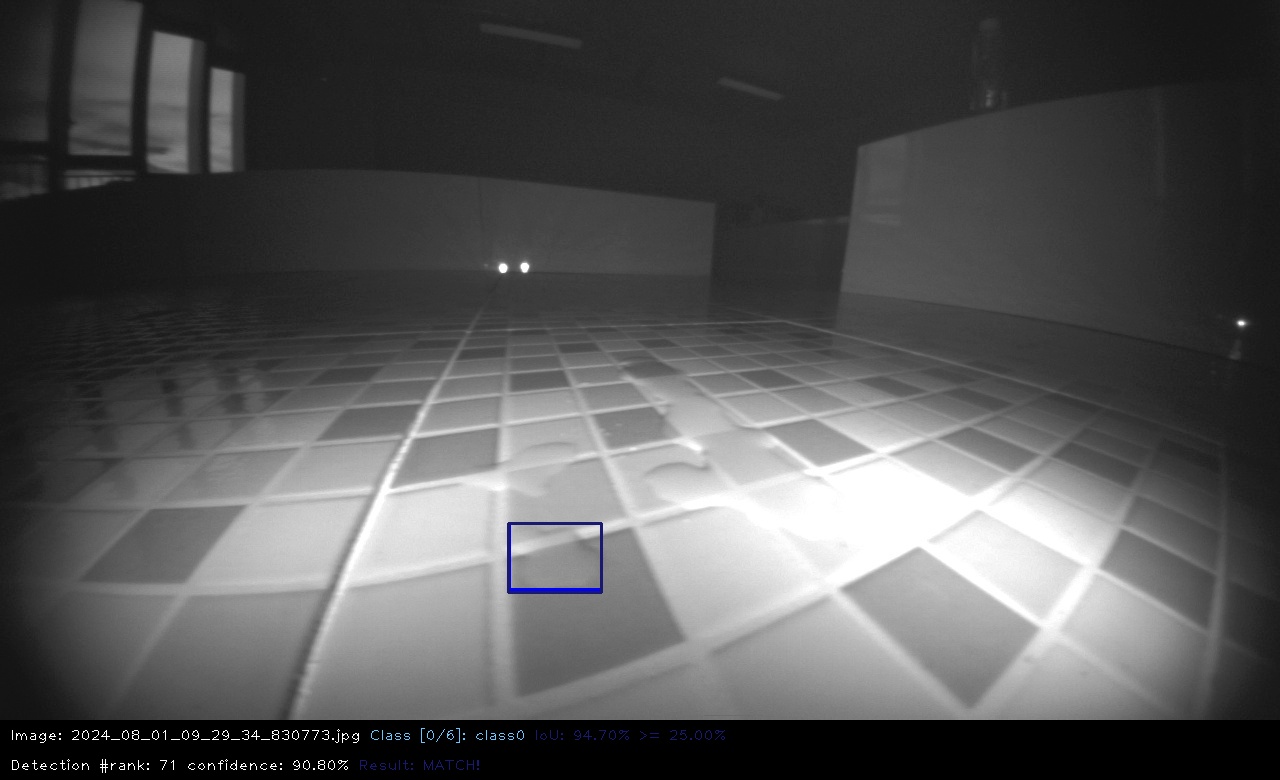 Image: 2024_08_01_09_29_34_830773.jpg Class [0/6]: class0 IoU: 94.70% >= 25.00%
Detection #rank: 71 confidence: 90.80% Result: MATCH!